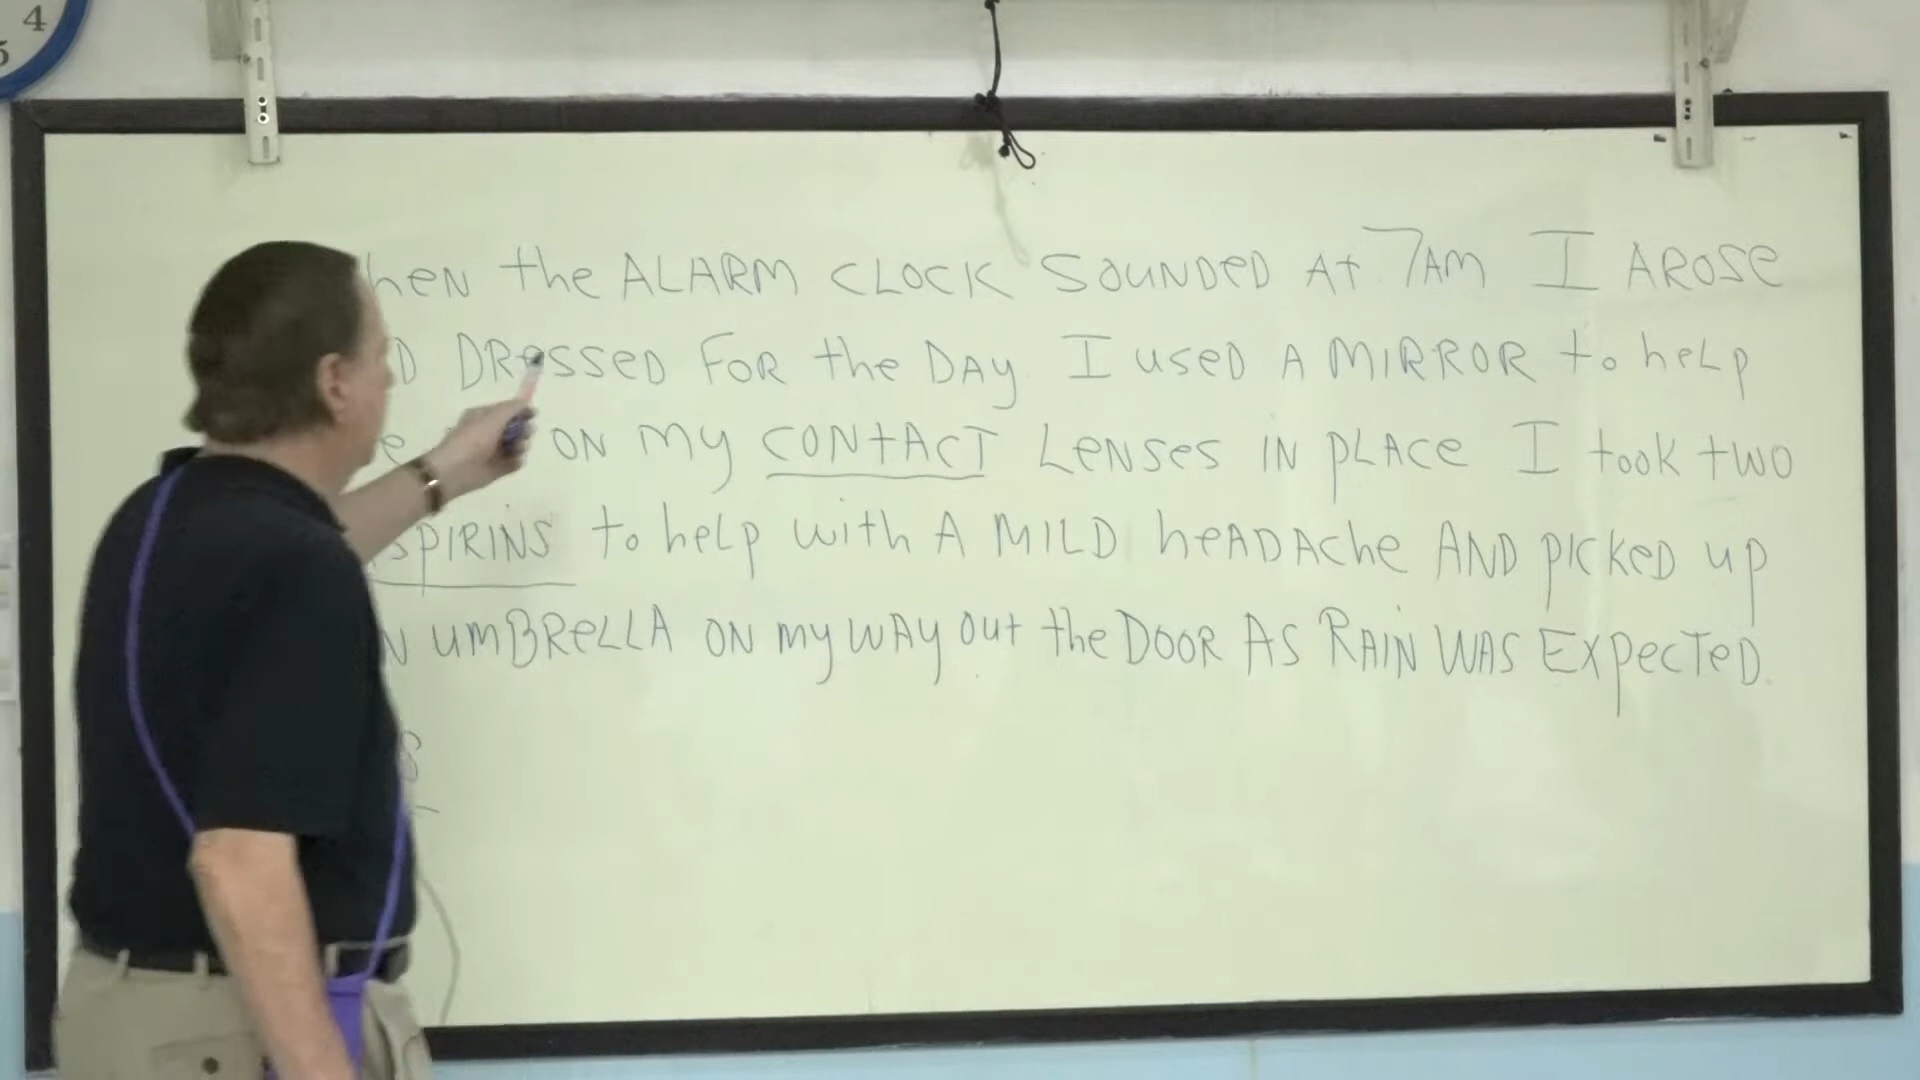 4
5
hen the ALARM CLOCK SOUNDED At 7AM I AROSE
D DRESSED FOR the DAY. I used A MIRROR to help
e ON my CONtACT LENSES IN pLACE I took two
SPIRINS to help with A MILD heADAche AND pIcKeD up
N umBRELLA ON my WAY out the DOOR AS RAIN WAS EXpecTeD.